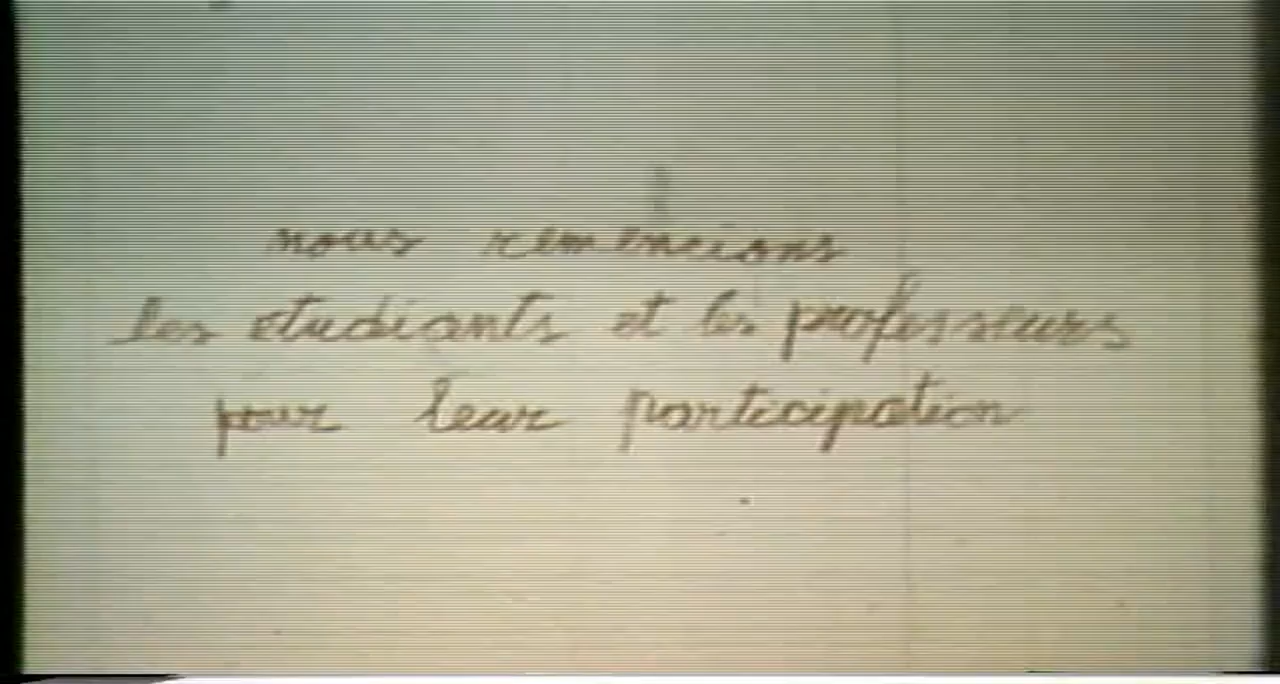 nous remercions
les etudiants et les professeurs
pour leur participation